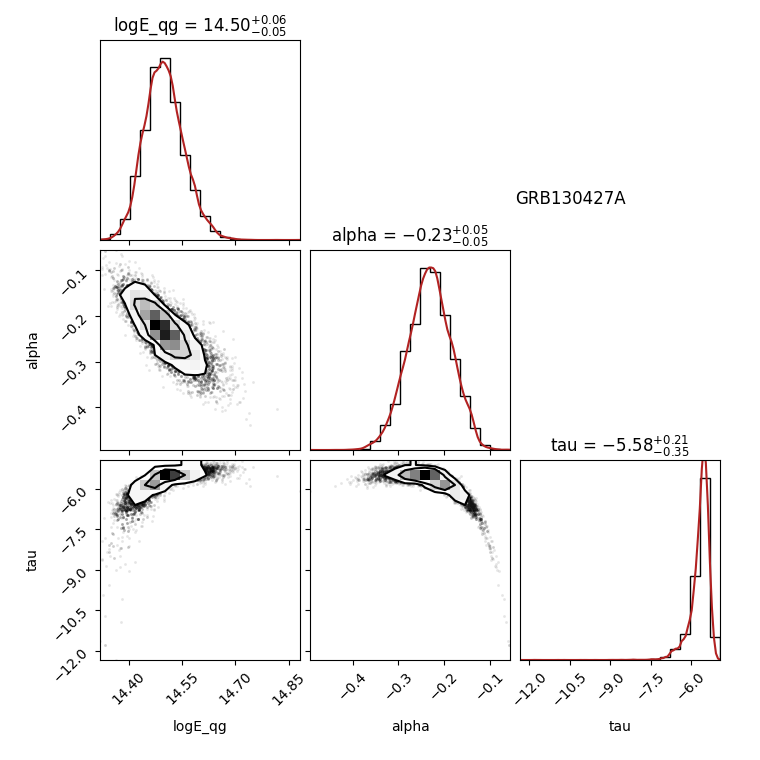 logE_qg = 14.50+0.06−0.05
GRB130427A
alpha = −0.23+0.05−0.05
−0.1
−0.2
−0.3
−0.4
alpha
tau = −5.58+0.21−0.35
−6.0
−7.5
−9.0
−10.5
−12.0
tau
14.40 14.55 14.70 14.85
−0.4 −0.3 −0.2 −0.1
−12.0 −10.5 −9.0 −7.5 −6.0
logE_qg alpha tau